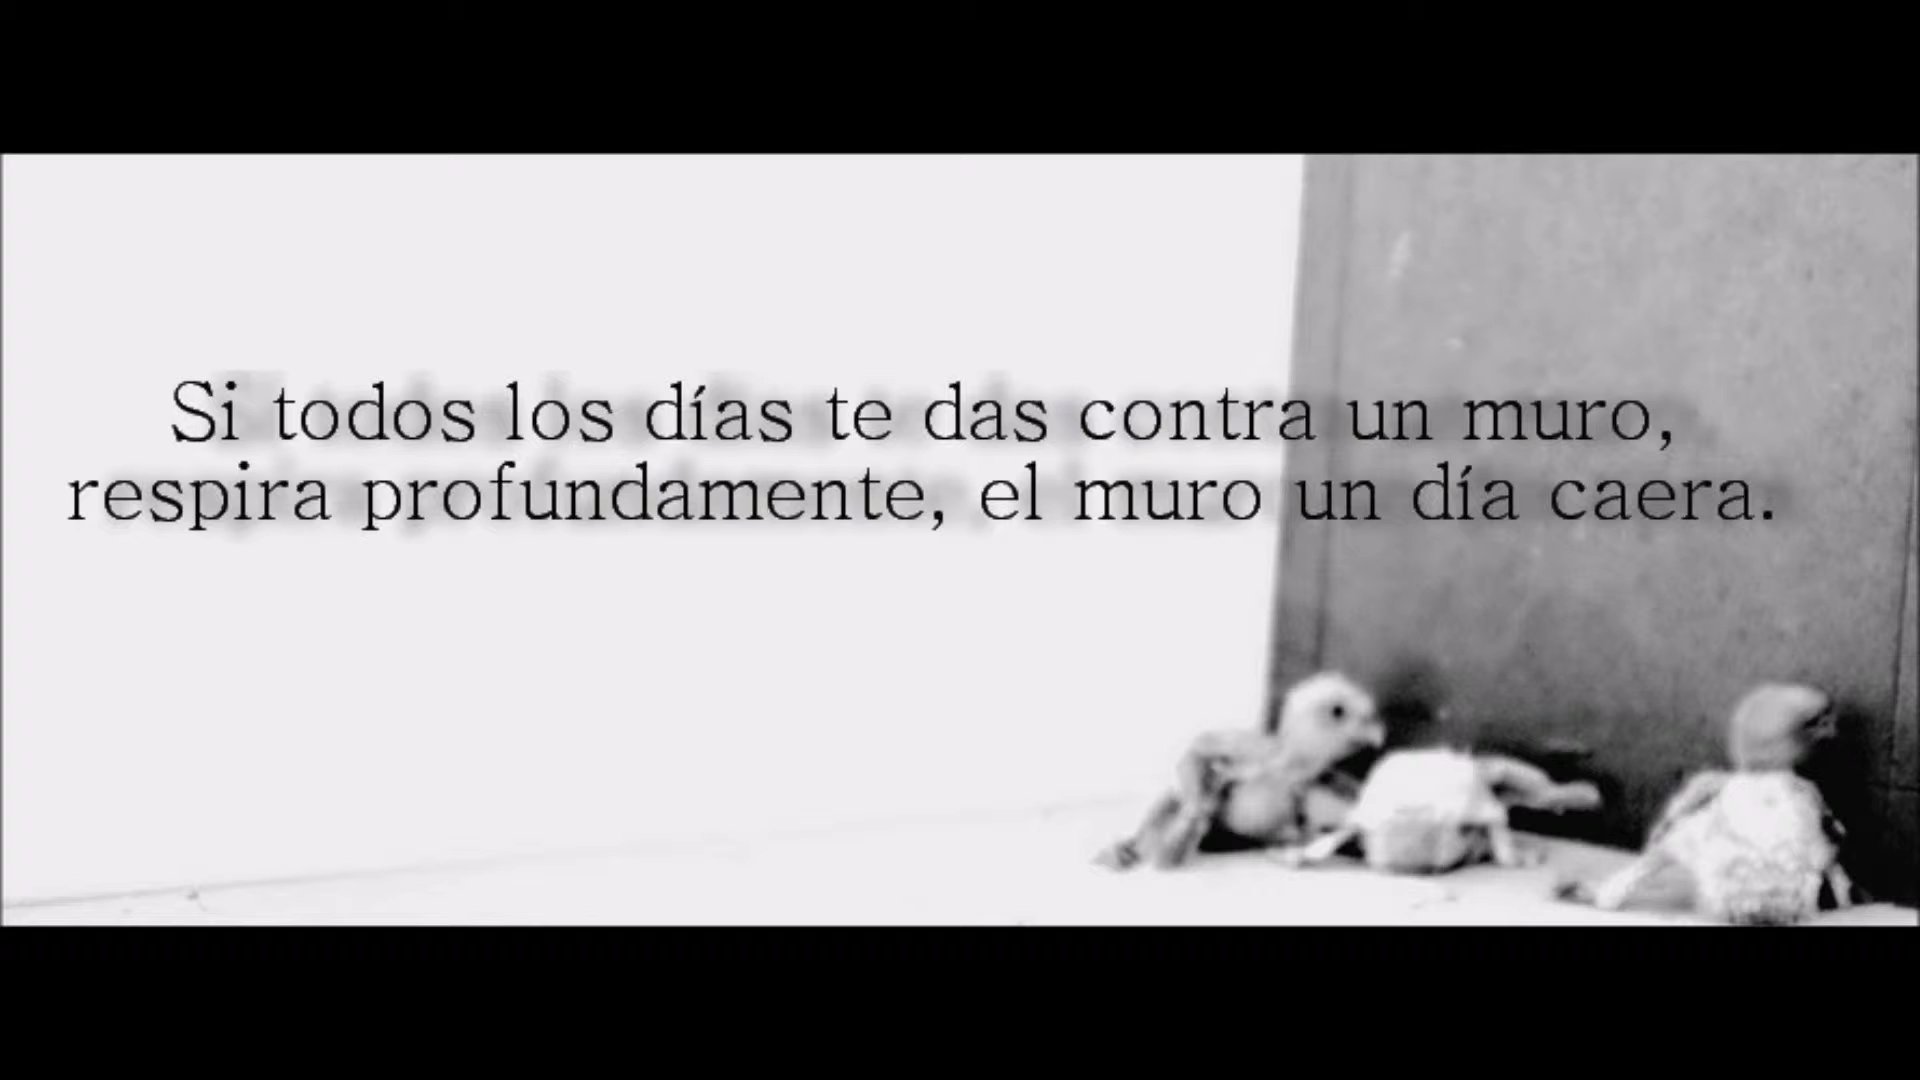 Si todos los días te das contra un muro,
respira profundamente, el muro un día caera.